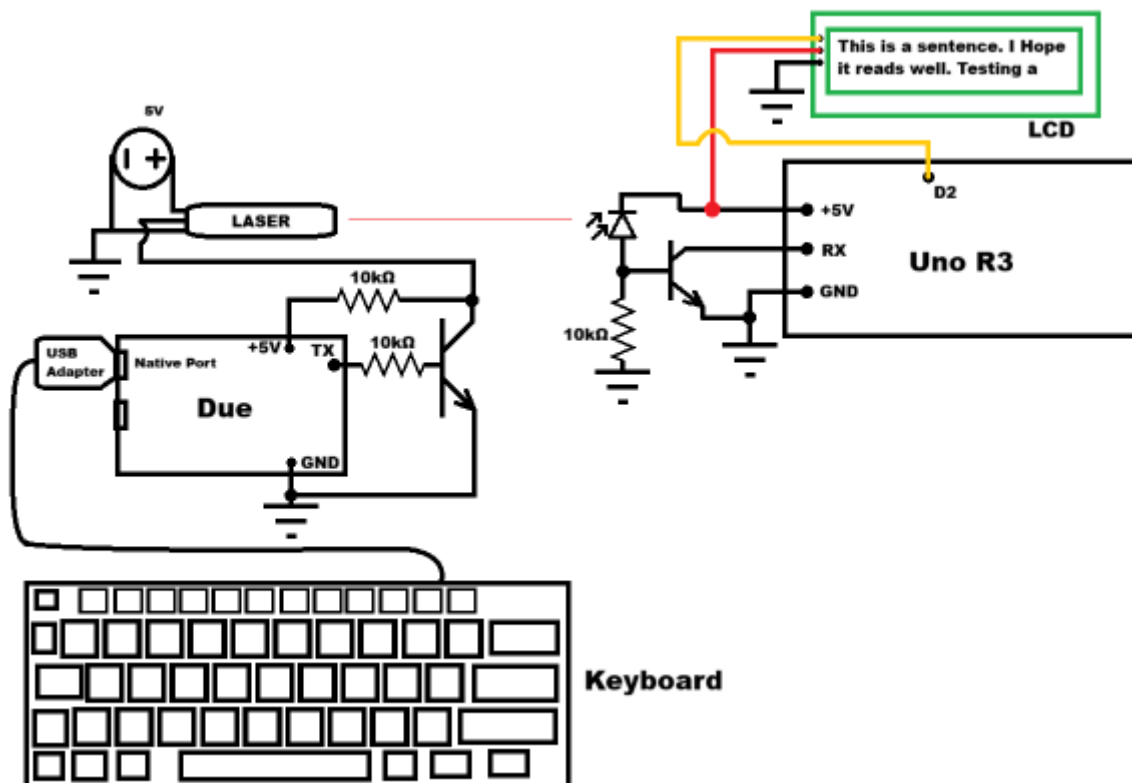 This is a sentence. I Hope
it reads well. Testing a
LCD
5V
LASER
D2
+5V
RX
GND
Uno R3
10kΩ
10kΩ
+5V
TX
10kΩ
USB
Adapter
Native Port
Due
GND
Keyboard